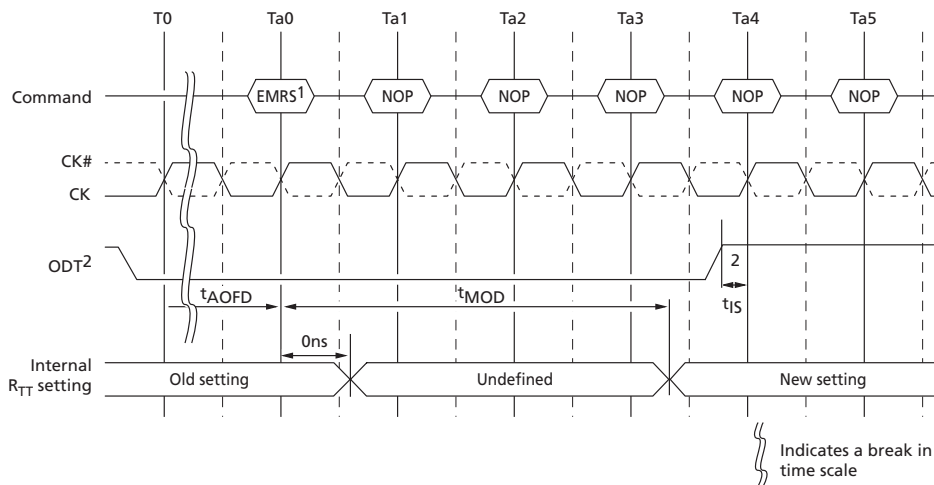 T0 Ta0 Ta1 Ta2 Ta3 Ta4 Ta5
Command EMRS1 NOP NOP NOP NOP NOP
CK#
CK
ODT2 2
tAOFD tMOD tIS
0ns
Internal
RTT setting Old setting Undefined New setting
Indicates a break in
time scale